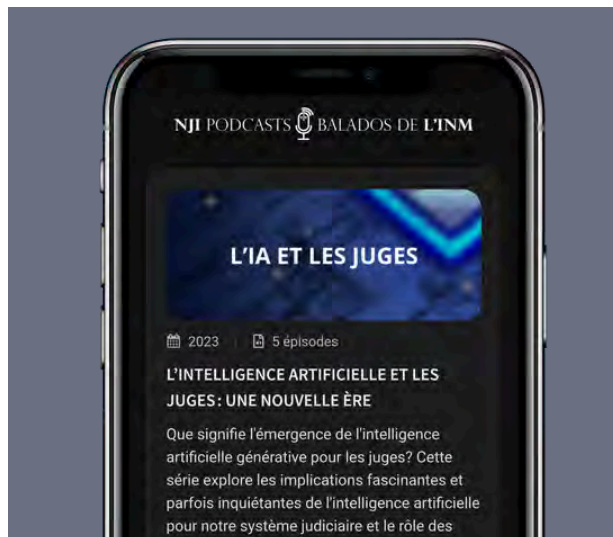 NJI PODCASTS BALADOS DE L'INM
L'IA ET LES JUGES
2023 | 5 épisodes
L'INTELLIGENCE ARTIFICIELLE ET LES
JUGES : UNE NOUVELLE ÈRE
Que signifie l'émergence de l'intelligence
artificielle générative pour les juges? Cette
série explore les implications fascinantes et
parfois inquiétantes de l'intelligence artificielle
pour notre système judiciaire et le rôle des